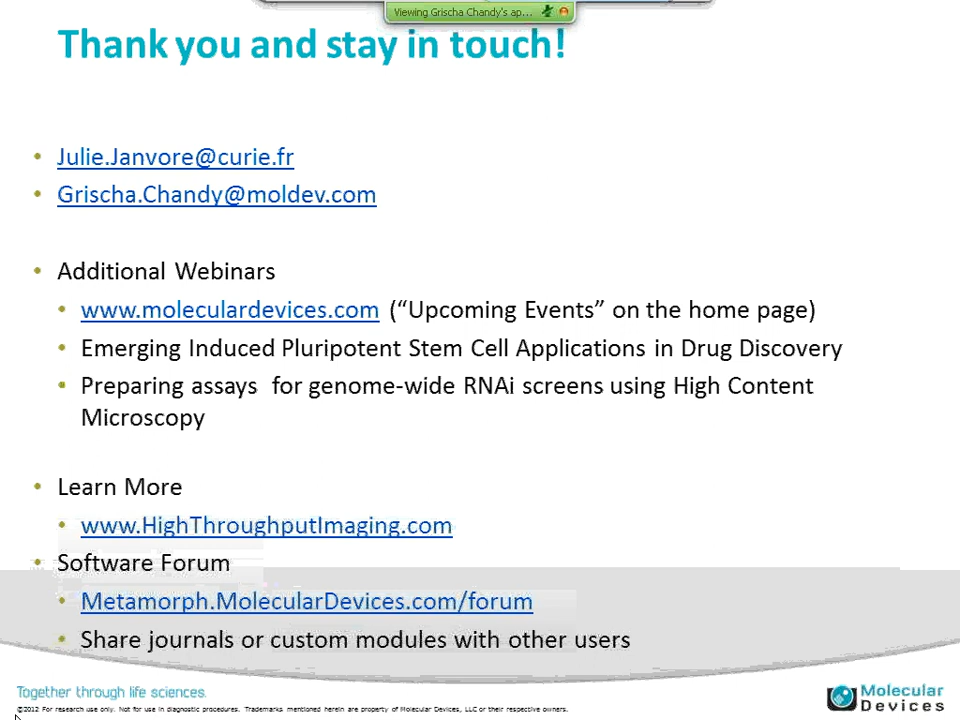 Viewing Grischa Chandy's ap...
Thank you and stay in touch!
• Julie.Janvore@curie.fr
• Grischa.Chandy@moldev.com
• Additional Webinars
• www.moleculardevices.com (“Upcoming Events” on the home page)
• Emerging Induced Pluripotent Stem Cell Applications in Drug Discovery
• Preparing assays for genome-wide RNAi screens using High Content
Microscopy
• Learn More
• www.HighThroughputImaging.com
• Software Forum
• Metamorph.MolecularDevices.com/forum
• Share journals or custom modules with other users
Together through life sciences.
©2012 For research use only. Not for use in diagnostic procedures. Trademarks mentioned herein are property of Molecular Devices, LLC or their respective owners.
Molecular
Devices